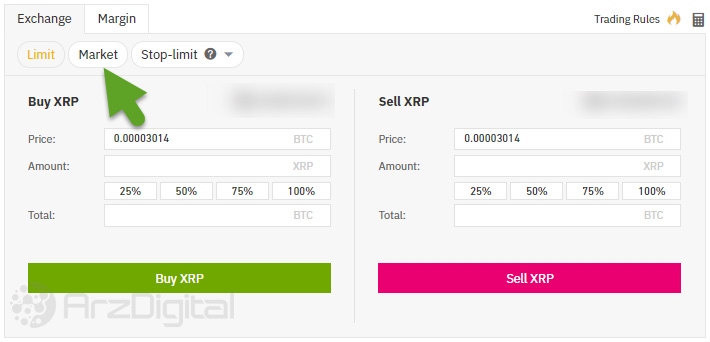 Exchange Margin Trading Rules
Limit Market Stop-limit ?
Buy XRP Sell XRP
Price: 0.00003014 BTC Price: 0.00003014 BTC
Amount: XRP Amount: XRP
25% 50% 75% 100% 25% 50% 75% 100%
Total: BTC Total: BTC
Buy XRP Sell XRP
ArzDigital